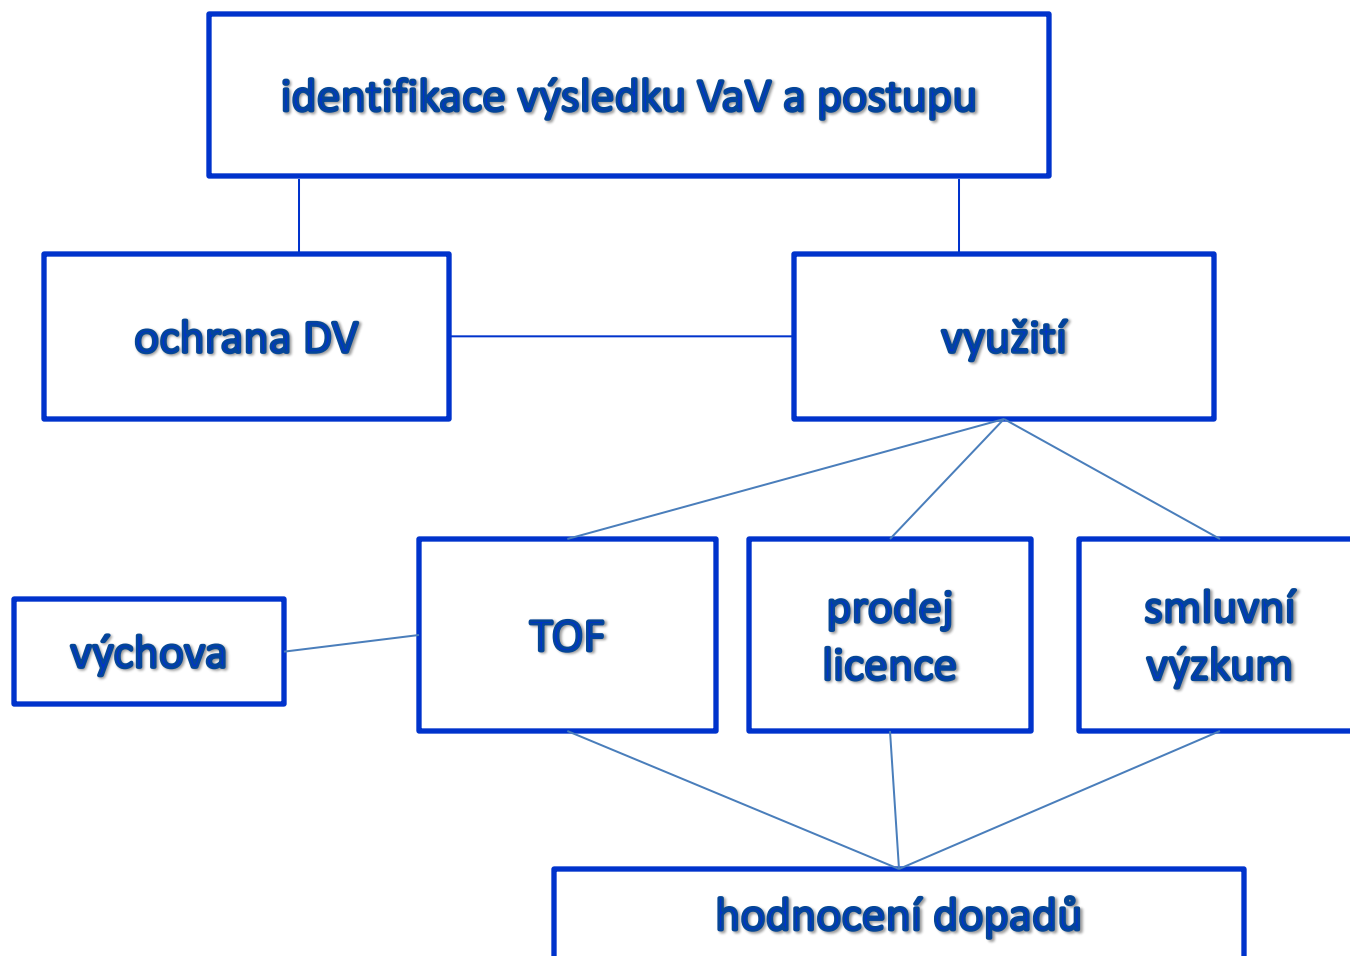 identifikace výsledku VaV a postupu
ochrana DV
využití
výchova
TOF
prodej
licence
smluvní
výzkum
hodnocení dopadů